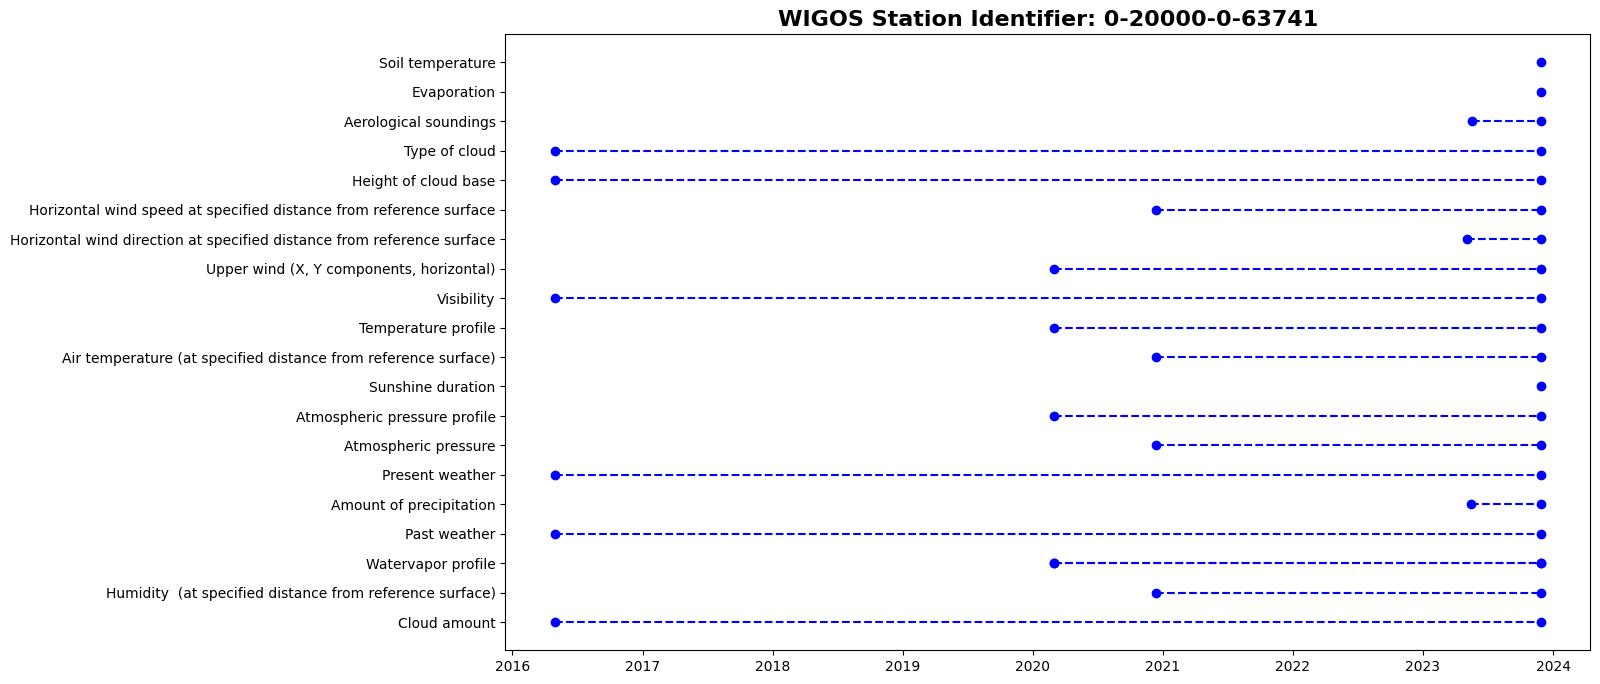 WIGOS Station Identifier: 0-20000-0-63741
Soil temperature
Evaporation
Aerological soundings
Type of cloud
Height of cloud base
Horizontal wind speed at specified distance from reference surface
Horizontal wind direction at specified distance from reference surface
Upper wind (X, Y components, horizontal)
Visibility
Temperature profile
Air temperature (at specified distance from reference surface)
Sunshine duration
Atmospheric pressure profile
Atmospheric pressure
Present weather
Amount of precipitation
Past weather
Watervapor profile
Humidity  (at specified distance from reference surface)
Cloud amount
2016 2017 2018 2019 2020 2021 2022 2023 2024